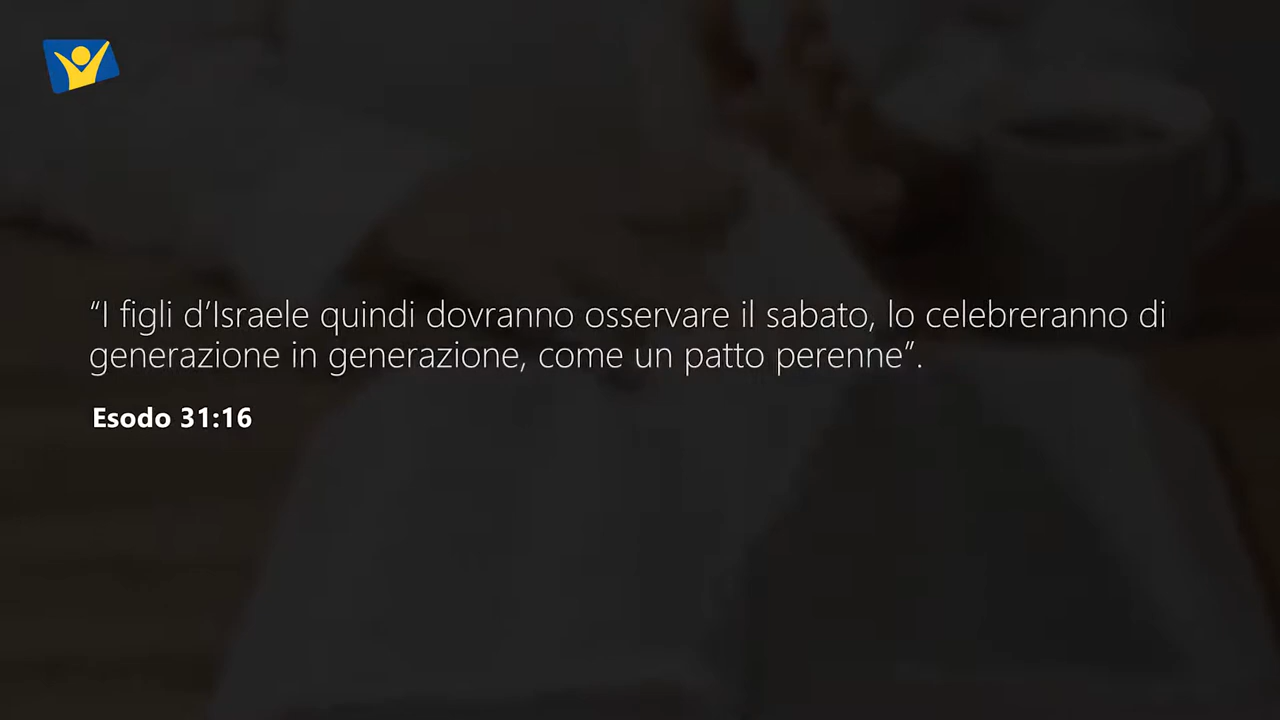 “I figli d’Israele quindi dovranno osservare il sabato, lo celebreranno di
generazione in generazione, come un patto perenne”.
Esodo 31:16